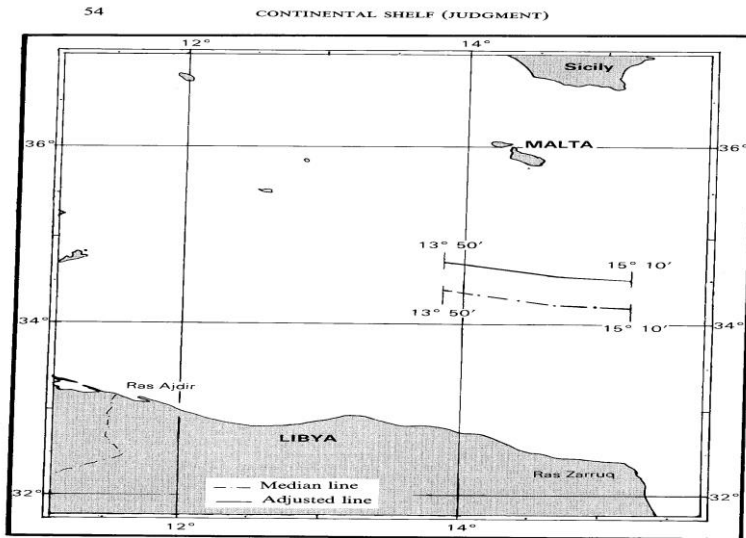 54 CONTINENTAL SHELF (JUDGMENT)
12° 14°
Sicily
36° MALTA 36°
13° 50′ 15° 10′
34° 13° 50′ 15° 10′ 34°
Ras Ajdir
LIBYA
Ras Zarruq
Median line
32° Adjusted line 32°
12° 14°